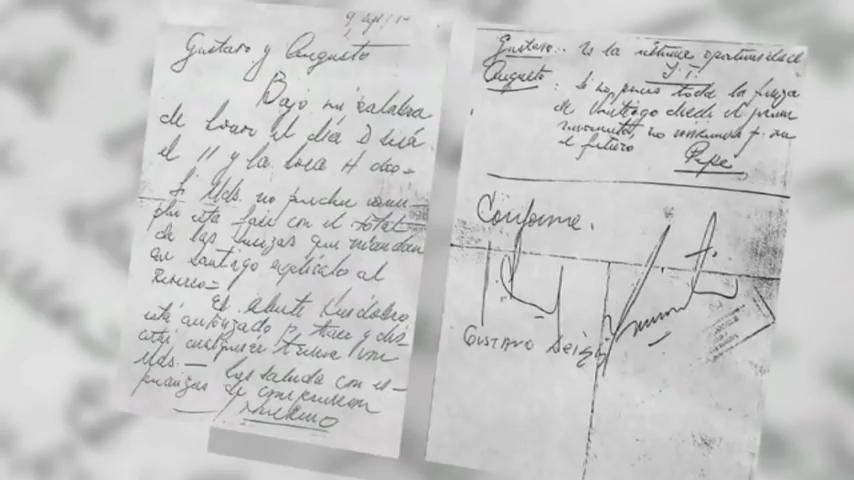 9/Sept/73
Gustavo y Augusto
Bajo mi palabra
de honor el día D será
el 11 y la hora H 06
Si Uds. no pueden cum-
plir esta fase con el total
de las fuerzas que mandan
en Santiago explícalo al
reverso
El Almte Huidobro
está autorizado p. traer y dis
cutir cualquier tema con
Uds. — Los saluda con es-
peranzas de comprensión
Merino
Gustavo: Es la última oportunidad
J.T.
Augusto: Si no pones toda la fuerza
de Santiago desde el primer
momento, no viviremos p. ver
el futuro
Pepe
Conforme.
Gustavo Leigh